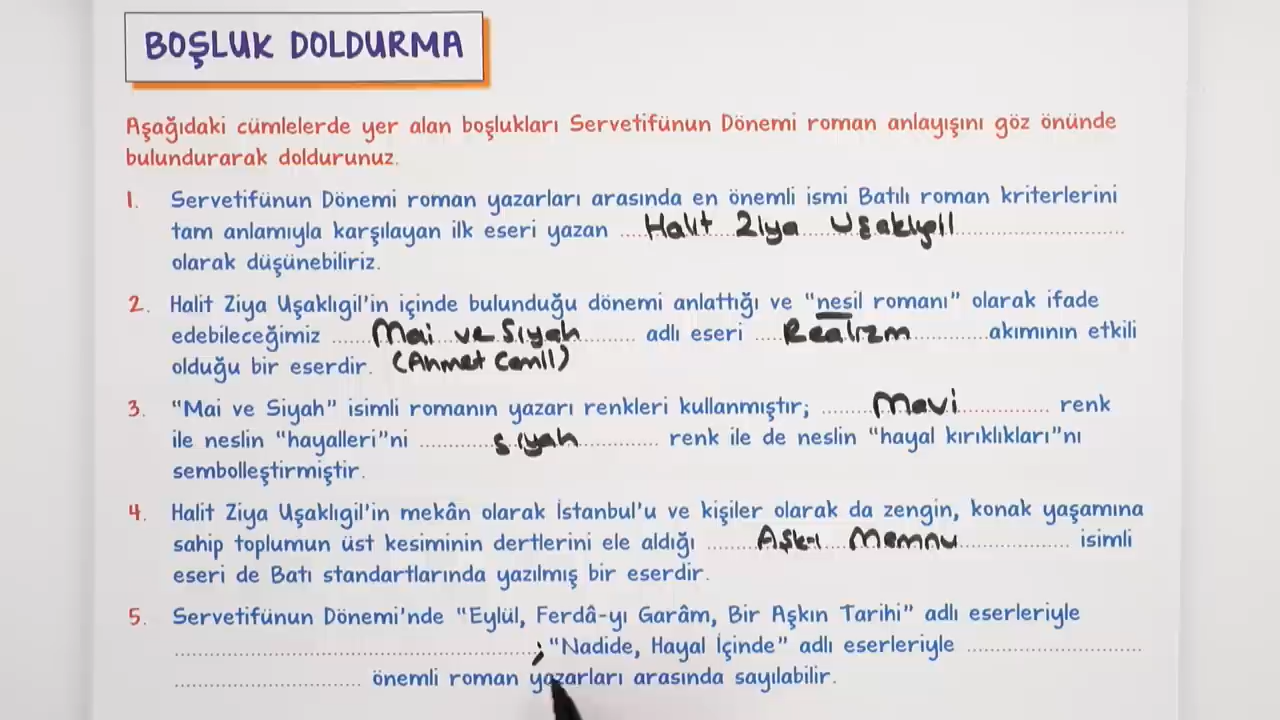 BOŞLUK DOLDURMA
Aşağıdaki cümlelerde yer alan boşlukları Servetifünun Dönemi roman anlayışını göz önünde
bulundurarak doldurunuz.
1. Servetifünun Dönemi roman yazarları arasında en önemli ismi Batılı roman kriterlerini
tam anlamıyla karşılayan ilk eseri yazan ..... Halit Ziya Uşaklıgil .....
olarak düşünebiliriz.
2. Halit Ziya Uşaklıgil'in içinde bulunduğu dönemi anlattığı ve "nesil romanı" olarak ifade
edebileceğimiz ..... Mai ve Siyah ..... adlı eseri ..... Realizm ..... akımının etkili
olduğu bir eserdir. (Ahmet Cemil)
3. "Mai ve Siyah" isimli romanın yazarı renkleri kullanmıştır; ..... Mavi ..... renk
ile neslin "hayalleri"ni ..... siyah ..... renk ile de neslin "hayal kırıklıkları"nı
sembolleştirmiştir.
4. Halit Ziya Uşaklıgil'in mekân olarak İstanbul'u ve kişiler olarak da zengin, konak yaşamına
sahip toplumun üst kesiminin dertlerini ele aldığı ..... Aşk-ı Memnu ..... isimli
eseri de Batı standartlarında yazılmış bir eserdir.
5. Servetifünun Dönemi'nde "Eylül, Ferdâ-yı Garâm, Bir Aşkın Tarihi" adlı eserleriyle
.....; "Nadide, Hayal İçinde" adlı eserleriyle .....
..... önemli roman yazarları arasında sayılabilir.